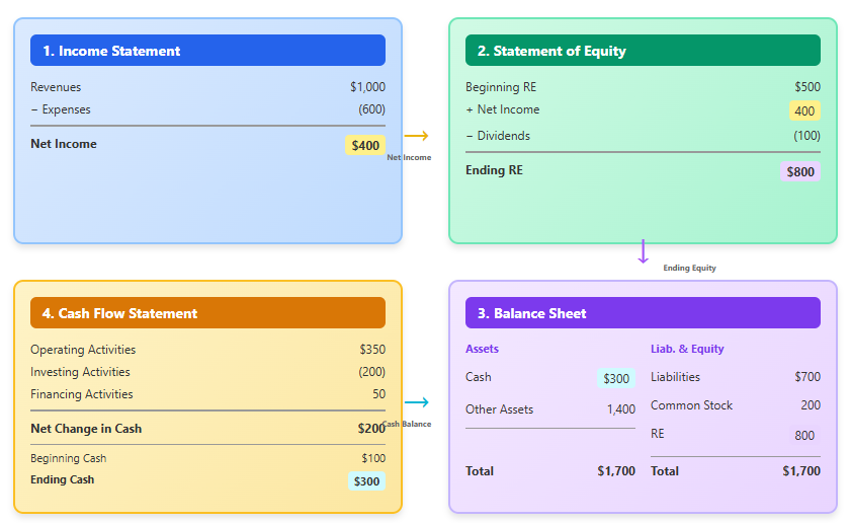 1. Income Statement
Revenues $1,000
− Expenses (600)
Net Income $400
Net Income
2. Statement of Equity
Beginning RE $500
+ Net Income 400
− Dividends (100)
Ending RE $800
Ending Equity
4. Cash Flow Statement
Operating Activities $350
Investing Activities (200)
Financing Activities 50
Net Change in Cash $200
Beginning Cash $100
Ending Cash $300
Cash Balance
3. Balance Sheet
Assets Liab. & Equity
Cash $300 Liabilities $700
Other Assets 1,400 Common Stock 200
RE 800
Total $1,700 Total $1,700